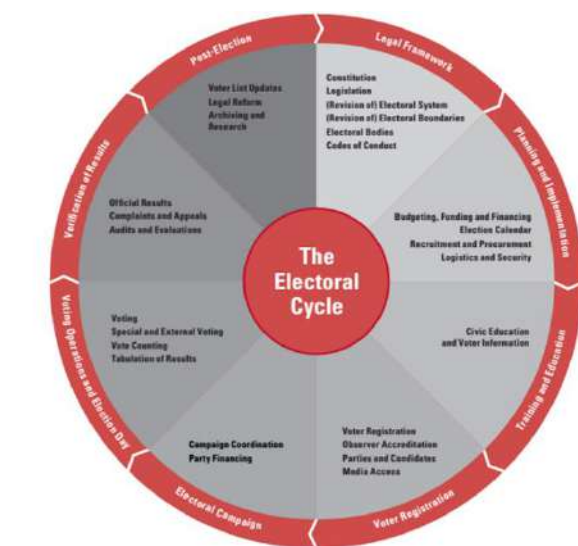 The
Electoral
Cycle
Legal Framework
Constitution
Legislation
(Revision of) Electoral System
(Revision of) Electoral Boundaries
Electoral Bodies
Codes of Conduct
Planning and Implementation
Budgeting, Funding and Financing
Election Calendar
Recruitment and Procurement
Logistics and Security
Training and Education
Civic Education
and Voter Information
Voter Registration
Voter Registration
Observer Accreditation
Parties and Candidates
Media Access
Electoral Campaign
Campaign Coordination
Party Financing
Voting Operations and Election Day
Voting
Special and External Voting
Vote Counting
Tabulation of Results
Verification of Results
Official Results
Complaints and Appeals
Audits and Evaluations
Post-Election
Voter List Updates
Legal Reform
Archiving and
Research